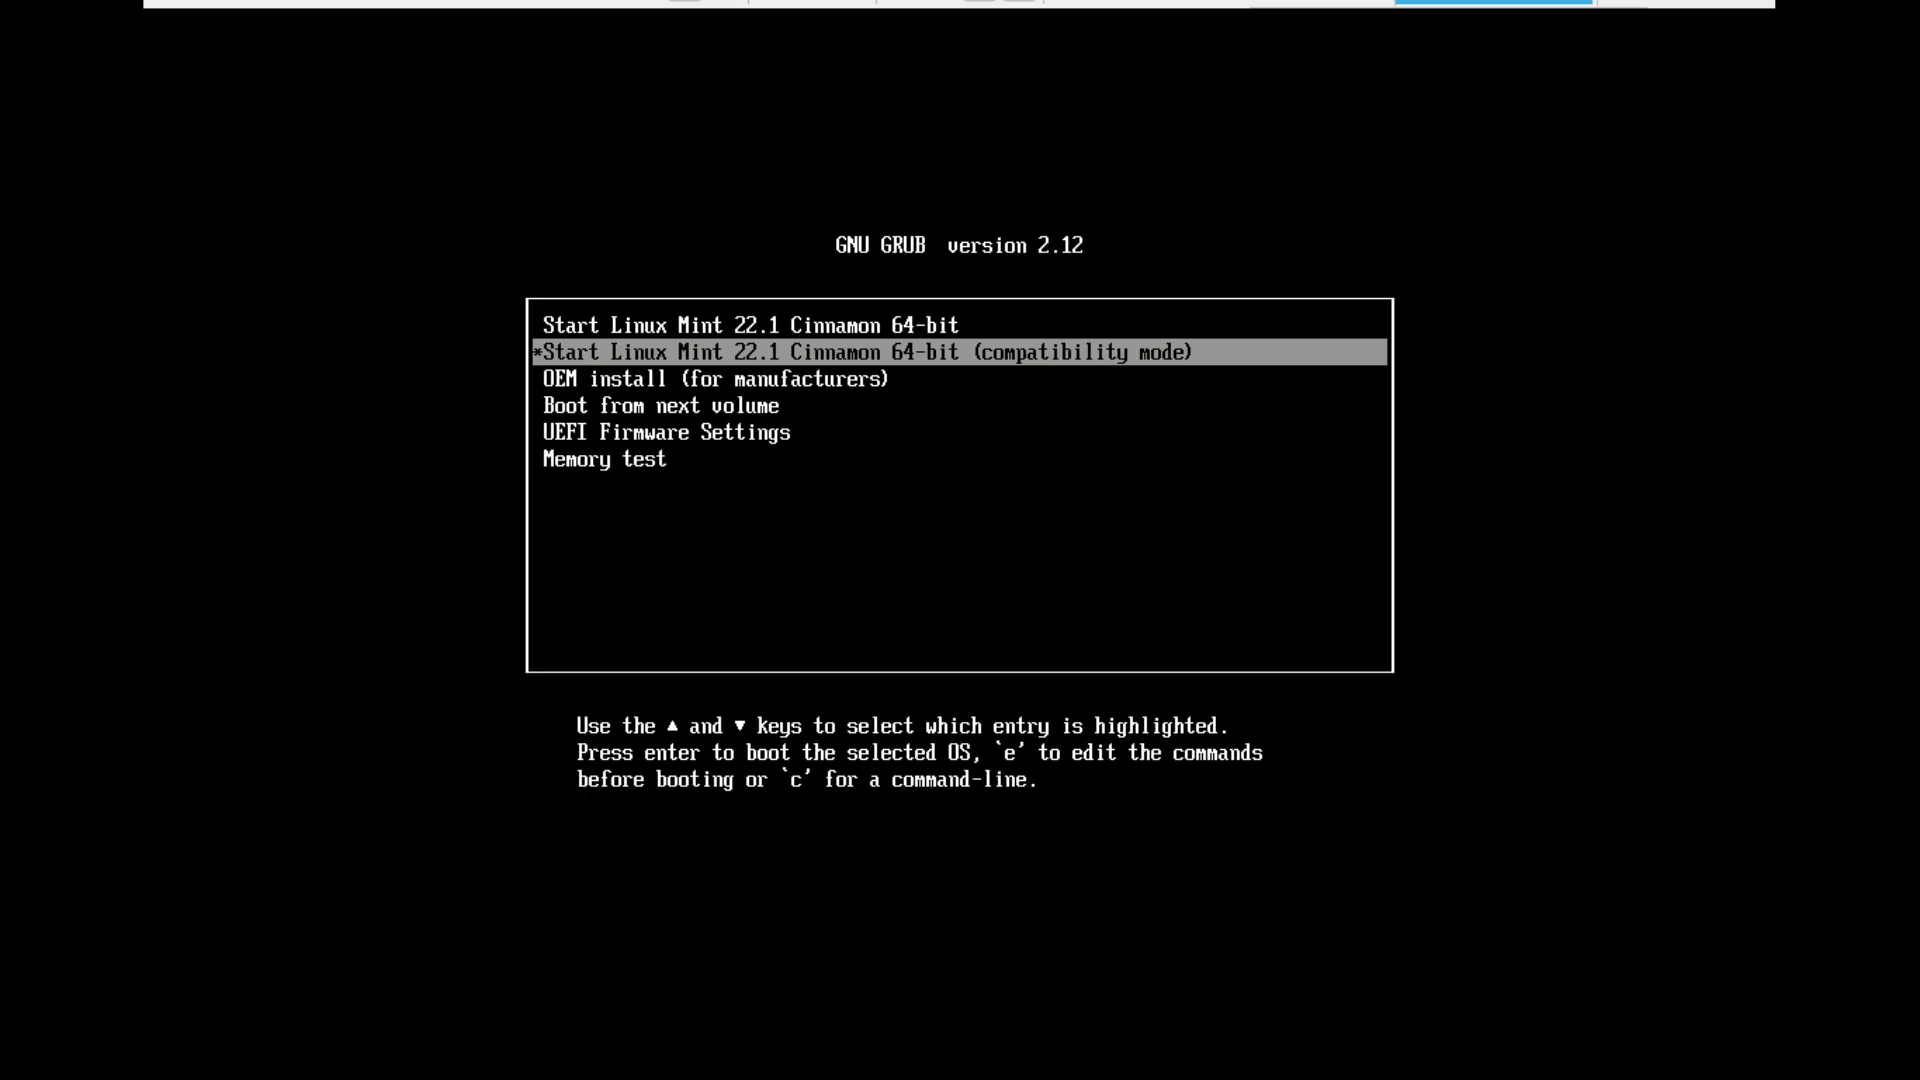 GNU GRUB  version 2.12
Start Linux Mint 22.1 Cinnamon 64-bit
*Start Linux Mint 22.1 Cinnamon 64-bit (compatibility mode)
OEM install (for manufacturers)
Boot from next volume
UEFI Firmware Settings
Memory test
Use the ▲ and ▼ keys to select which entry is highlighted.
Press enter to boot the selected OS, `e' to edit the commands
before booting or `c' for a command-line.